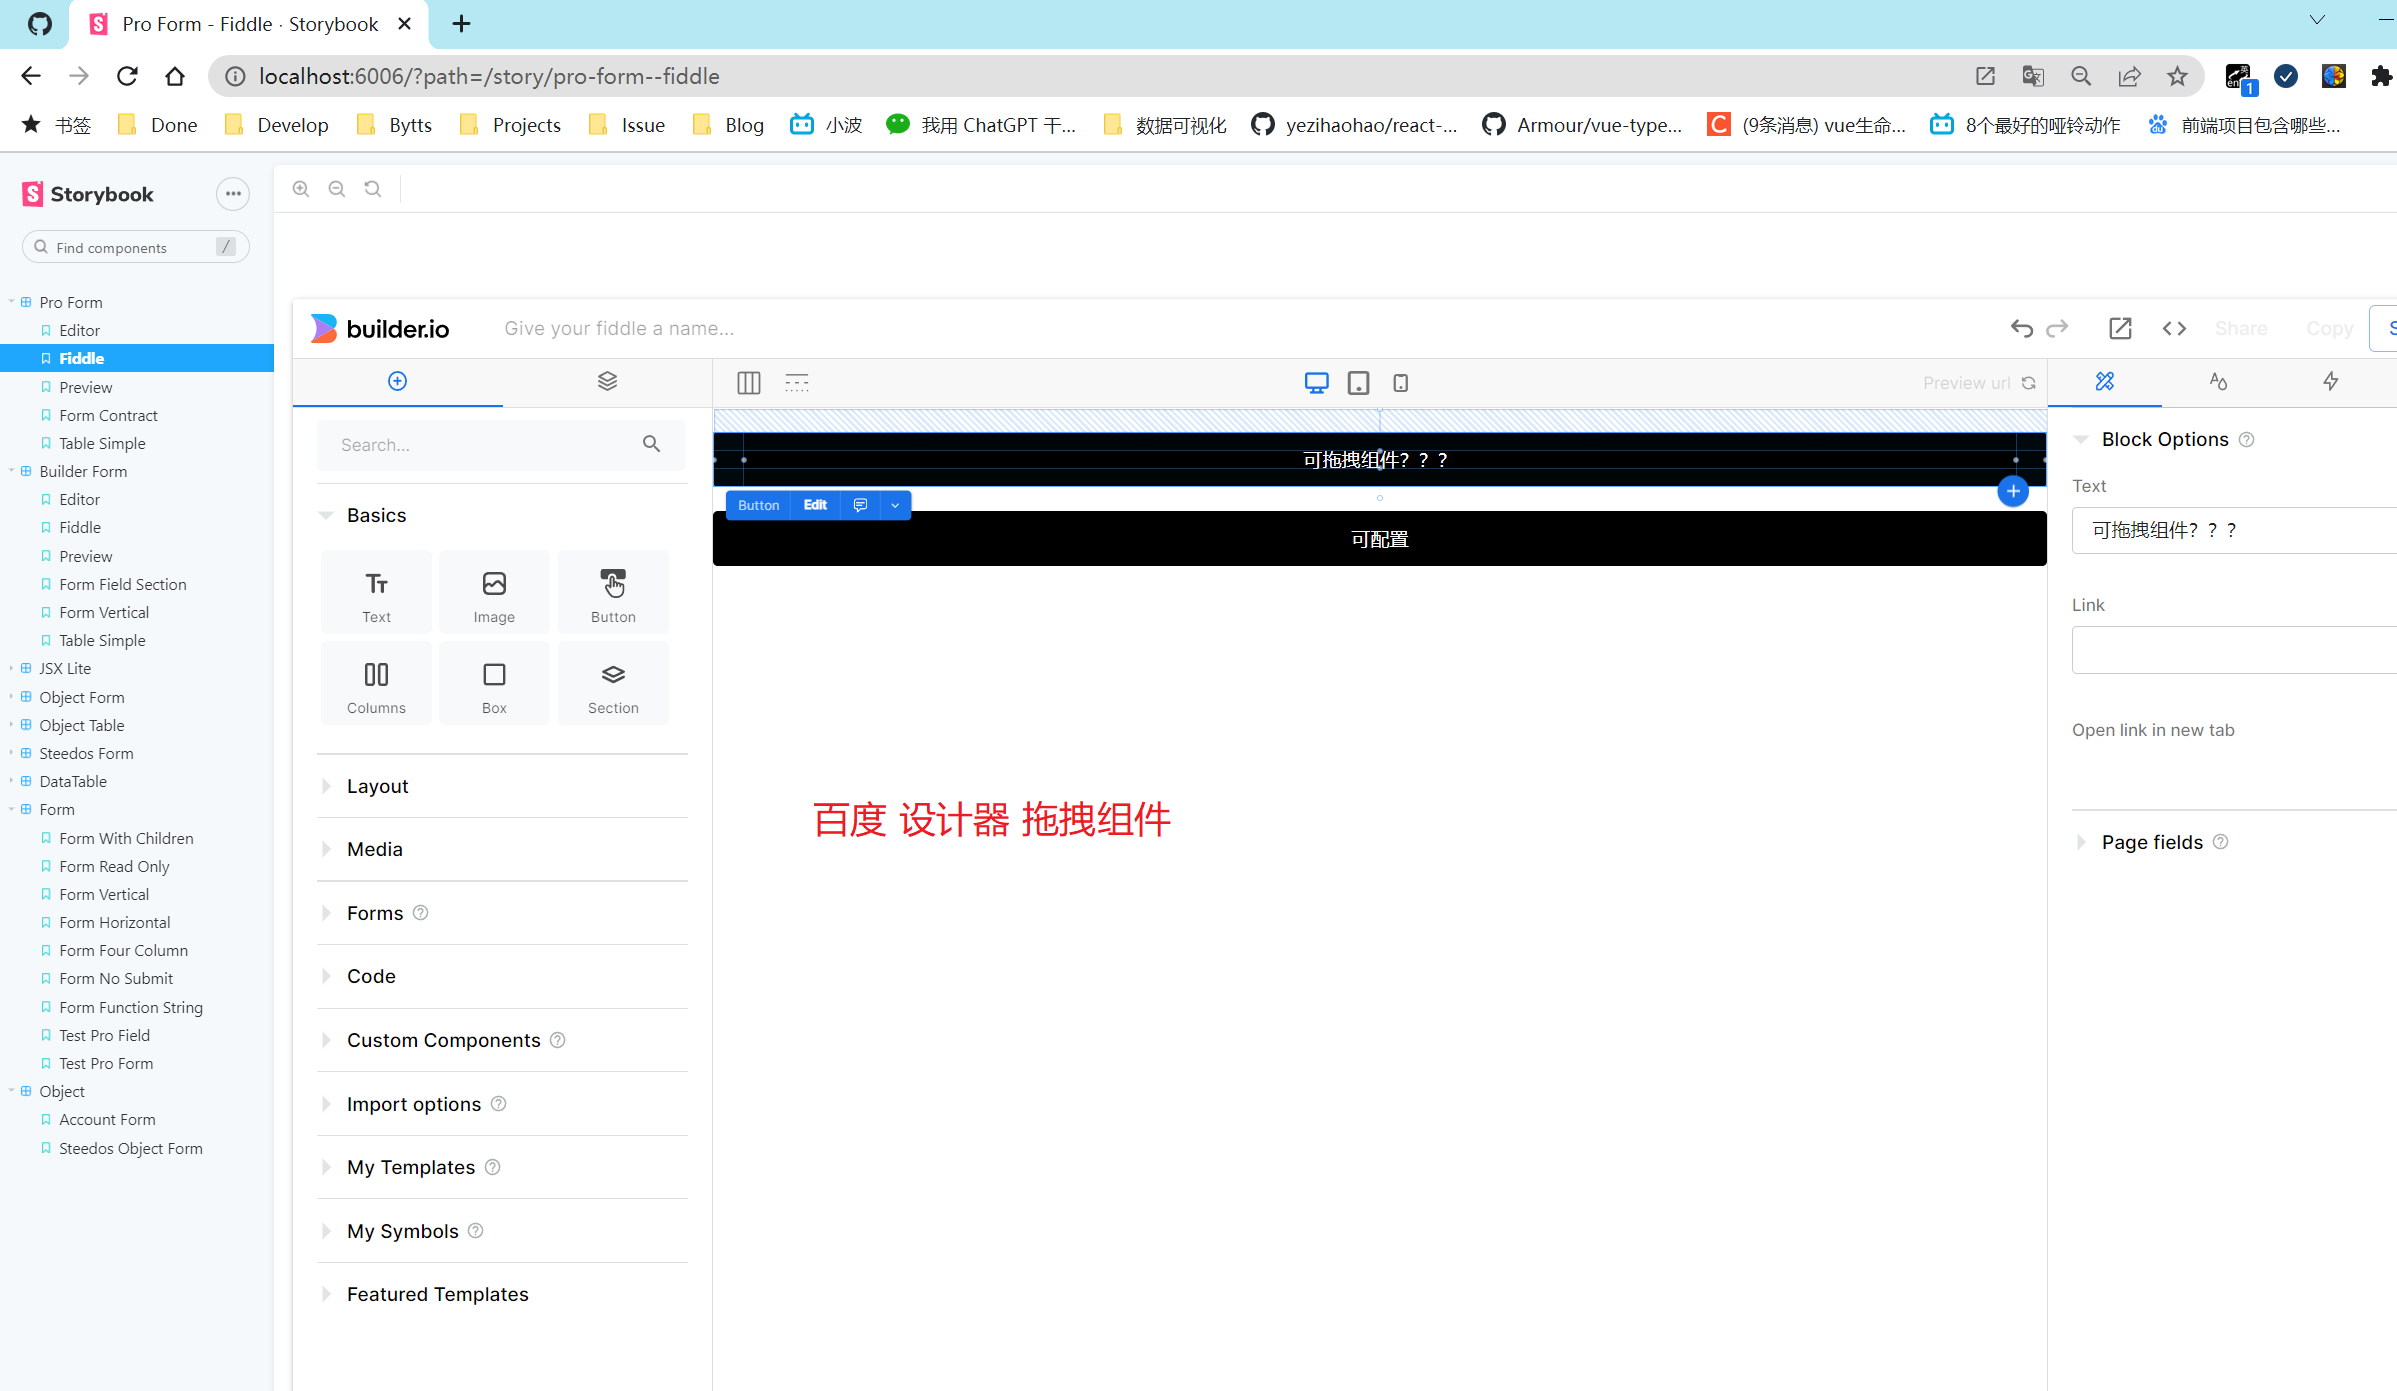 Pro Form - Fiddle · Storybook
localhost:6006/?path=/story/pro-form--fiddle
1
书签
Done
Develop
Bytts
Projects
Issue
Blog
小波
我用 ChatGPT 干...
数据可视化
yezihaohao/react-...
Armour/vue-type...
(9条消息) vue生命...
8个最好的哑铃动作
前端项目包含哪些...
Storybook
Find components
/
Pro Form
Editor
Fiddle
Preview
Form Contract
Table Simple
Builder Form
Editor
Fiddle
Preview
Form Field Section
Form Vertical
Table Simple
JSX Lite
Object Form
Object Table
Steedos Form
DataTable
Form
Form With Children
Form Read Only
Form Vertical
Form Horizontal
Form Four Column
Form No Submit
Form Function String
Test Pro Field
Test Pro Form
Object
Account Form
Steedos Object Form
builder.io
Give your fiddle a name...
Share
Copy
Preview url
Search...
Basics
Text
Image
Button
Columns
Box
Section
Layout
Media
Forms
Code
Custom Components
Import options
My Templates
My Symbols
Featured Templates
可拖拽组件？？？
Button
Edit
可配置
百度 设计器 拖拽组件
Block Options
Text
可拖拽组件？？？
Link
Open link in new tab
Page fields